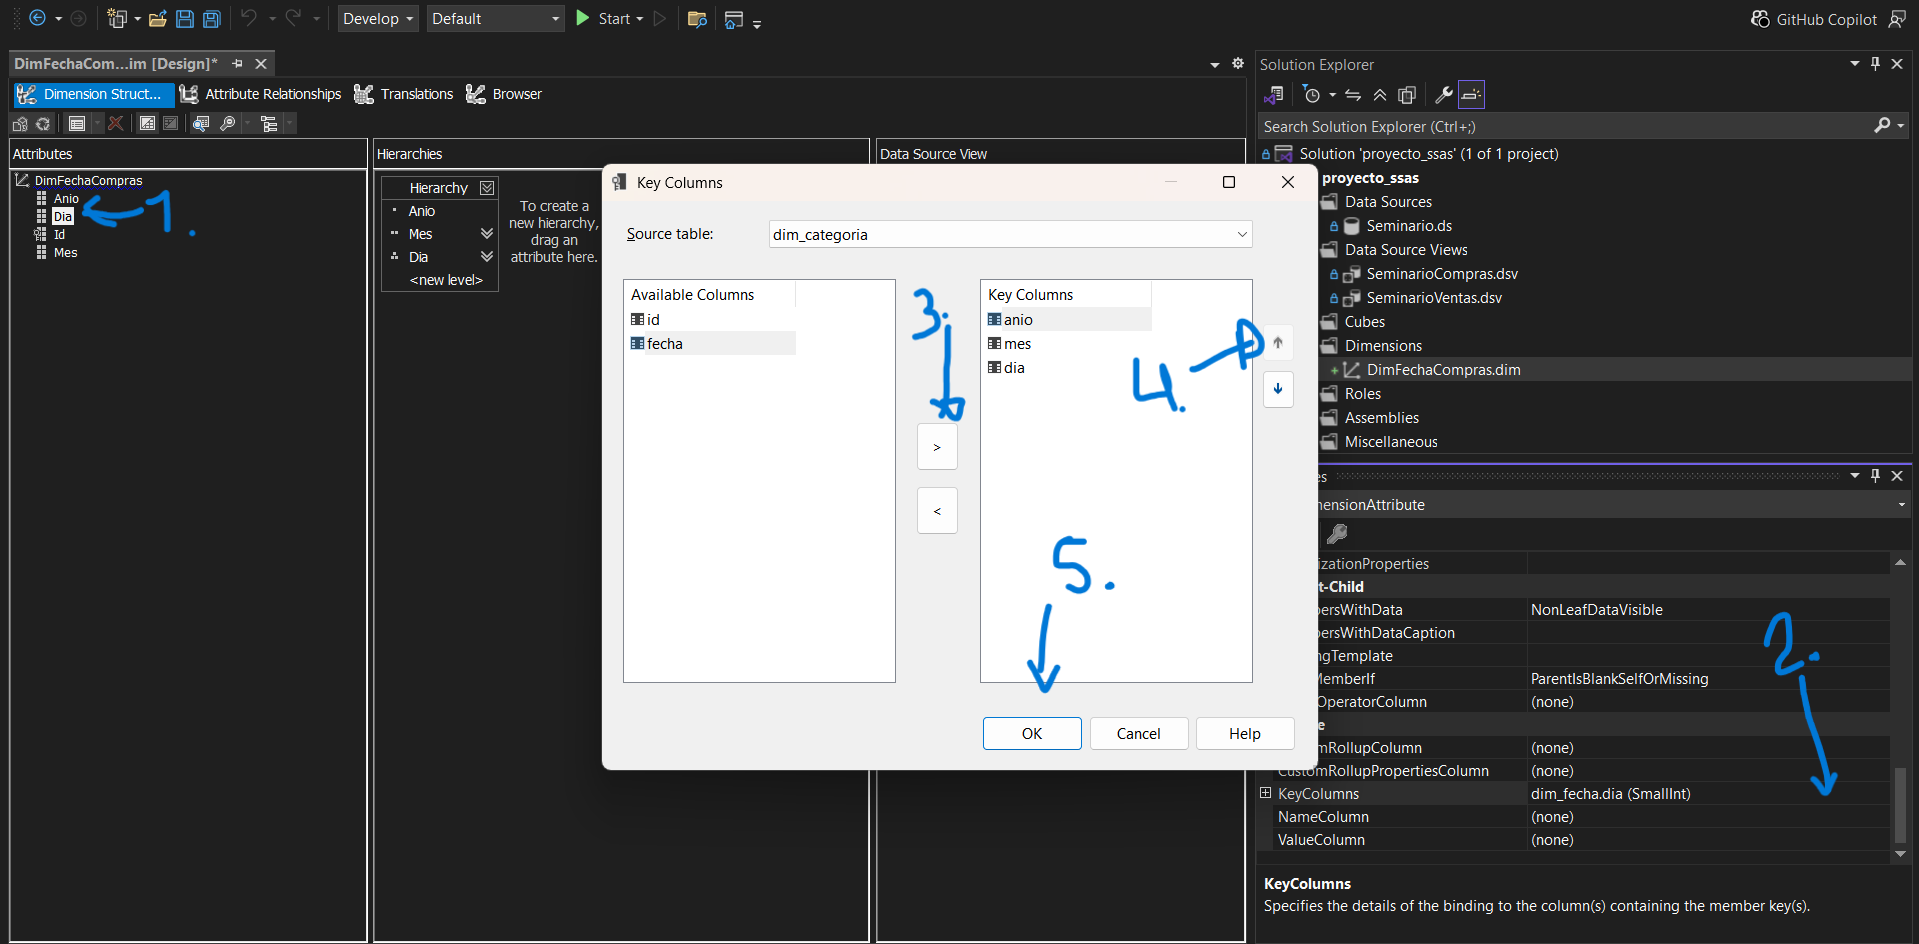 Develop
Default
Start
GitHub Copilot
DimFechaCom...im [Design]*
Dimension Struct...
Attribute Relationships
Translations
Browser
Attributes
DimFechaCompras
Anio
Dia
Id
Mes
1.
Hierarchies
Hierarchy
Anio
Mes
Dia
<new level>
To create a
new hierarchy,
drag an
attribute here.
Data Source View
Key Columns
Source table:
dim_categoria
Available Columns
id
fecha
3.
>
<
Key Columns
anio
mes
dia
4.
5.
OK
Cancel
Help
Solution Explorer
Search Solution Explorer (Ctrl+;)
Solution 'proyecto_ssas' (1 of 1 project)
proyecto_ssas
Data Sources
Seminario.ds
Data Source Views
SeminarioCompras.dsv
SeminarioVentas.dsv
Cubes
Dimensions
DimFechaCompras.dim
Roles
Assemblies
Miscellaneous
es
nensionAttribute
izationProperties
t-Child
bersWithData
NonLeafDataVisible
bersWithDataCaption
ngTemplate
MemberIf
ParentIsBlankSelfOrMissing
OperatorColumn
(none)
e
mRollupColumn
(none)
CustomRollupPropertiesColumn
(none)
KeyColumns
dim_fecha.dia (SmallInt)
NameColumn
(none)
ValueColumn
(none)
2.
KeyColumns
Specifies the details of the binding to the column(s) containing the member key(s).